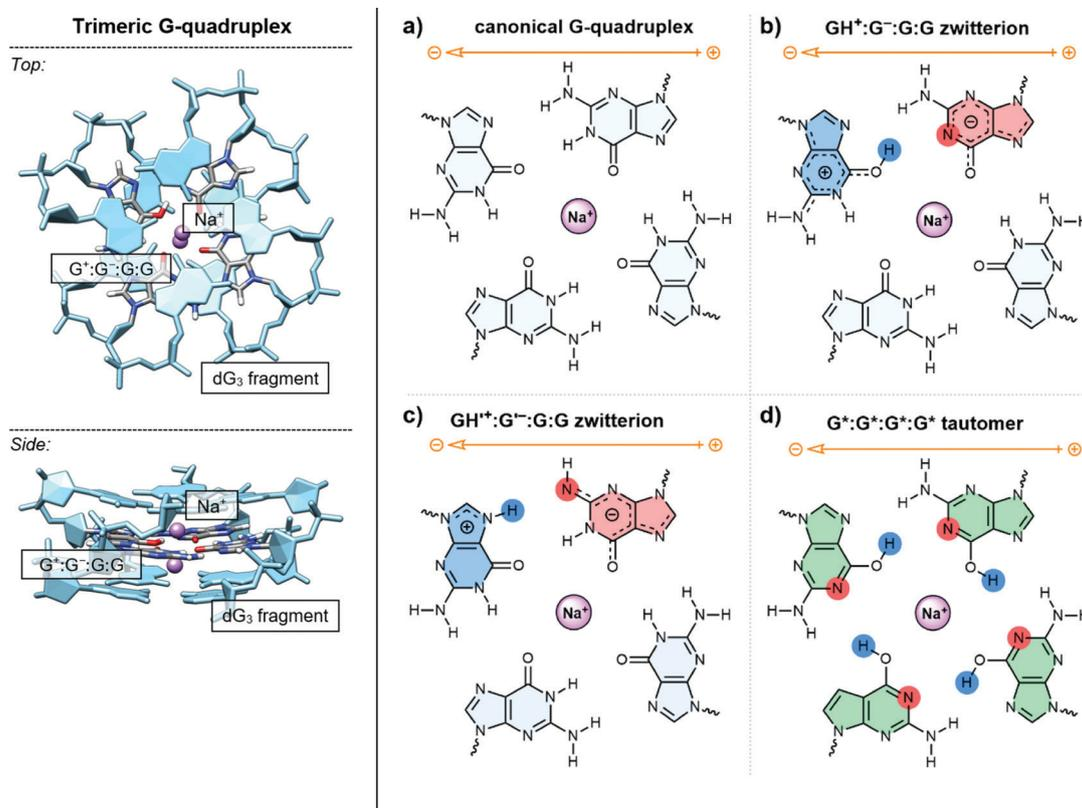 Trimeric G-quadruplex
Top:
Na⁺
G⁺:G⁻:G:G
dG₃ fragment
Side:
Na⁺
G⁺:G⁻:G:G
dG₃ fragment
a) canonical G-quadruplex
⊖ ⊕
H
H N N N
N N N N
N O H N N
N N H O
H N H
H
Na⁺
H H
N N H
O N
N N
O
N N H
N N N H
H
b) GH⁺:G⁻:G:G zwitterion
⊖ ⊕
H
H N N N
N N H N ⊖ N
N ⊕ O O
N N H
H N H
H
Na⁺
H H
N N H
O N
N N
O
N N H
N N N H
H
c) GH•⁺:G•⁻:G:G zwitterion
⊖ ⊕
H
N N N
N N H N ⊖ N
⊕ H
N O O
N N H
H N H
H
Na⁺
H H
N N H
O N
N N
O
N N H
N N N H
H
d) G*:G*:G*:G* tautomer
⊖ ⊕
H
H N N N
N N H N N
N O O H
N N
H N H
H
Na⁺
H
N N H
H O N
O H N N
N
N N N H
H